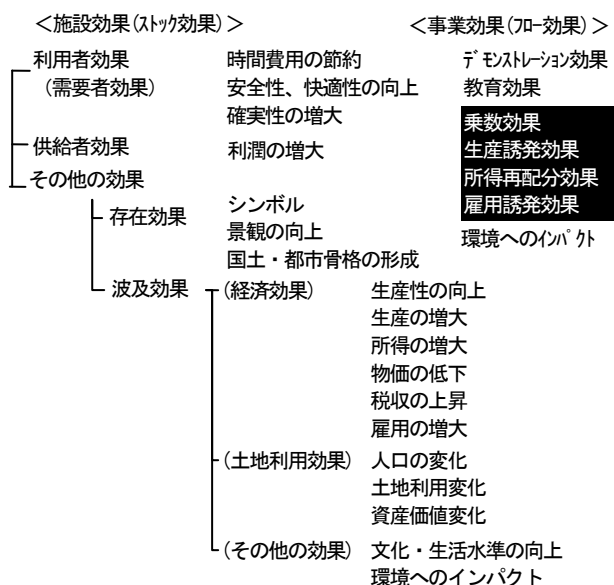 <施設効果(ｽﾄｯｸ効果)>
利用者効果 時間費用の節約
(需要者効果) 安全性、快適性の向上
確実性の増大
供給者効果 利潤の増大
その他の効果
存在効果 シンボル
景観の向上
国土・都市骨格の形成
波及効果 (経済効果) 生産性の向上
生産の増大
所得の増大
物価の低下
税収の上昇
雇用の増大
(土地利用効果) 人口の変化
土地利用変化
資産価値変化
(その他の効果) 文化・生活水準の向上
環境へのインパクト
<事業効果(ﾌﾛｰ効果)>
ﾃﾞﾓﾝｽﾄﾚｰｼｮﾝ効果
教育効果
乗数効果
生産誘発効果
所得再配分効果
雇用誘発効果
環境へのｲﾝﾊﾟｸﾄ